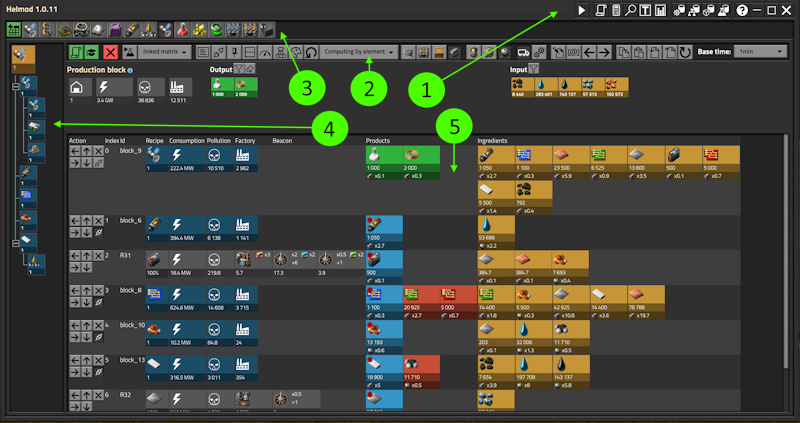 Helmod 1.0.11
1
linked matrix
Computing by element
Base time: 1min
3
2
1
4
5
Production block
Output
Input
1
3.4 GW
38 836
12 511
1 000
2 000
8 446
283 401
143 137
57 313
102 673
Action
Index
Id
Recipe
Consumption
Pollution
Factory
Beacon
Products
Ingredients
0
block_9
1
222.4 MW
10 510
2 982
1 000
x0.1
2 000
x0.3
1 050
x2.7
1 100
x0.3
23 500
x5.9
6 525
x0.9
13 800
x3.5
500
x0.1
5 000
x0.7
5 500
x1.4
792
x0.4
1
block_6
1
394.4 MW
6 138
1 141
1 050
x2.7
53 688
x2.2
2
R31
100%
18.4 MW
219.8
5.7
x3
17.3
x2
+6
x2
3.9
x0.5
+1
x2
500
x0.1
384.7
x0.1
384.7
x0.1
7 693
x0.4
3
block_8
1
624.6 MW
14 608
3 715
1 100
x0.3
20 925
x2.7
5 000
x0.7
14 400
x1.8
5 500
x0.3
42 925
x10.8
14 400
x3.6
78 788
x19.7
4
block_10
1
10.2 MW
84.8
24
13 193
x0.6
203
x0.1
32 006
x1.3
11 710
x0.5
5
block_13
1
316.5 MW
3 011
354
19 900
x5
11 710
x0.5
7 654
x3.9
197 708
x8
143 137
x5.8
6
R32
x0.5
+1